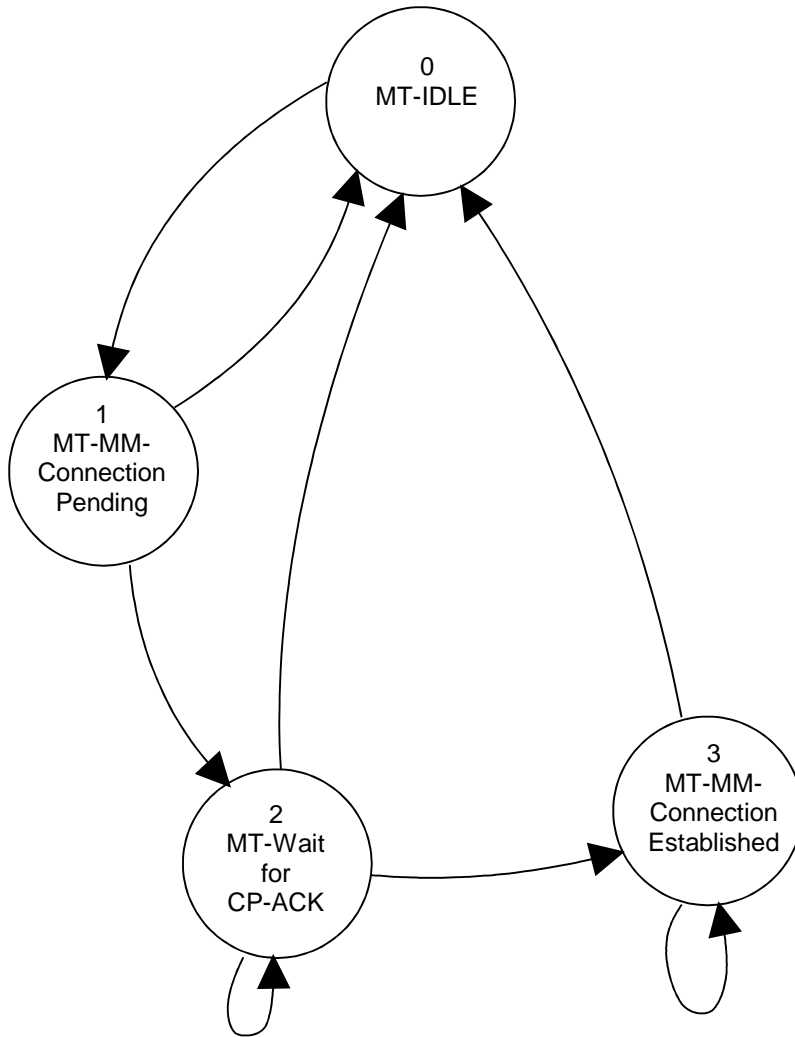 0
MT-IDLE
1
MT-MM-
Connection
Pending
2
MT-Wait
for
CP-ACK
3
MT-MM-
Connection
Established